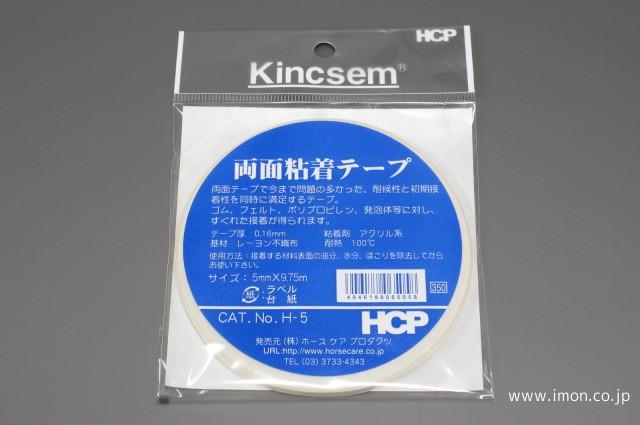 HCP
Kincsem®
両面粘着テープ
両面テープで今まで問題の多かった、耐候性と初期接
着性を同時に満足するテープ。
ゴム、フェルト、ポリプロピレン、発泡体等に対し、
すぐれた接着が得られます。
テープ厚 0.16mm 粘着剤 アクリル系
基材 レーヨン不織布 耐熱 100℃
使用方法：接着する材料表面の油分、水分、ほこりを除去してから
お使い下さい。
サイズ：5mm×9.75m
紙：ラベル
台紙
4946188065056
350
CAT. No. H-5
HCP
発売元 (株) ホース ケア プロダクツ
URL:http://www.horsecare.co.jp
TEL (03) 3733-4343
www.imon.co.jp